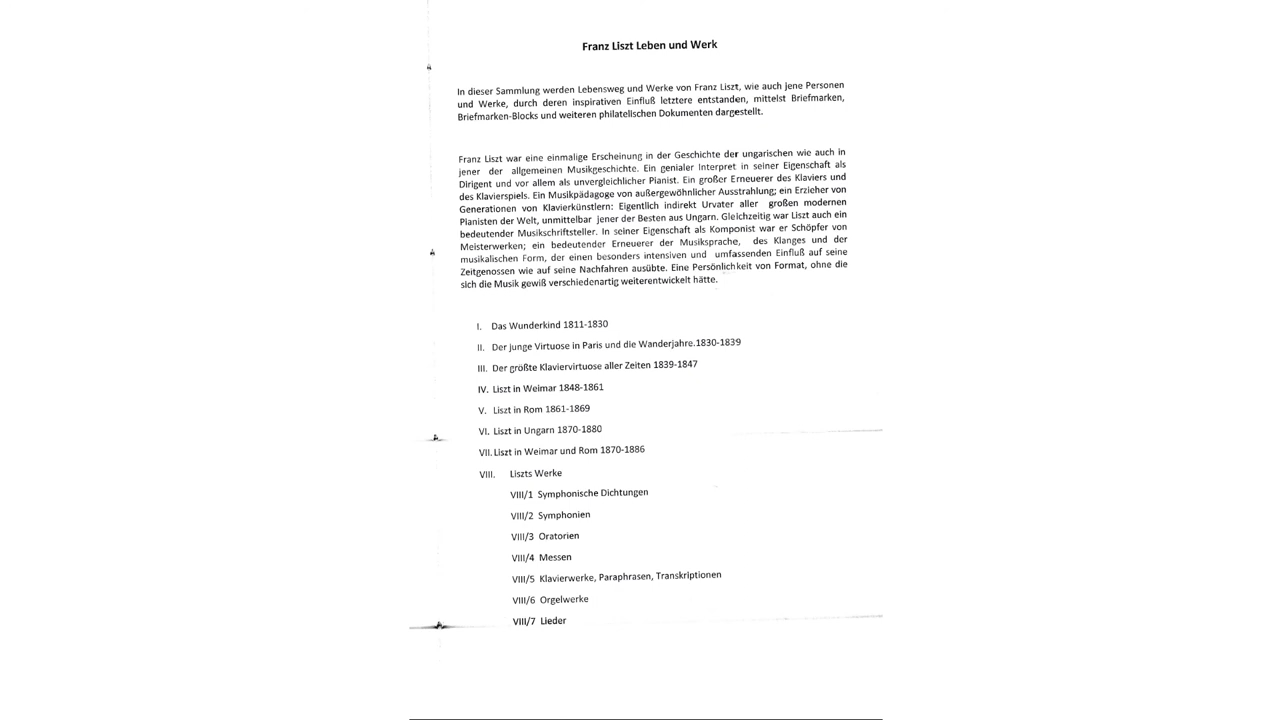 Franz Liszt Leben und Werk
In dieser Sammlung werden Lebensweg und Werke von Franz Liszt, wie auch jene Personen
und Werke, durch deren inspirativen Einfluß letztere entstanden, mittelst Briefmarken,
Briefmarken-Blocks und weiteren philatelischen Dokumenten dargestellt.
Franz Liszt war eine einmalige Erscheinung in der Geschichte der ungarischen wie auch in
jener der allgemeinen Musikgeschichte. Ein genialer Interpret in seiner Eigenschaft als
Dirigent und vor allem als unvergleichlicher Pianist. Ein großer Erneuerer des Klaviers und
des Klavierspiels. Ein Musikpädagoge von außergewöhnlicher Ausstrahlung; ein Erzieher von
Generationen von Klavierkünstlern: Eigentlich indirekt Urvater aller großen modernen
Pianisten der Welt, unmittelbar jener der Besten aus Ungarn. Gleichzeitig war Liszt auch ein
bedeutender Musikschriftsteller. In seiner Eigenschaft als Komponist war er Schöpfer von
Meisterwerken; ein bedeutender Erneuerer der Musiksprache, des Klanges und der
musikalischen Form, der einen besonders intensiven und umfassenden Einfluß auf seine
Zeitgenossen wie auf seine Nachfahren ausübte. Eine Persönlichkeit von Format, ohne die
sich die Musik gewiß verschiedenartig weiterentwickelt hätte.
I. Das Wunderkind 1811-1830
II. Der junge Virtuose in Paris und die Wanderjahre.1830-1839
III. Der größte Klaviervirtuose aller Zeiten 1839-1847
IV. Liszt in Weimar 1848-1861
V. Liszt in Rom 1861-1869
VI. Liszt in Ungarn 1870-1880
VII. Liszt in Weimar und Rom 1870-1886
VIII. Liszts Werke
VIII/1 Symphonische Dichtungen
VIII/2 Symphonien
VIII/3 Oratorien
VIII/4 Messen
VIII/5 Klavierwerke, Paraphrasen, Transkriptionen
VIII/6 Orgelwerke
VIII/7 Lieder